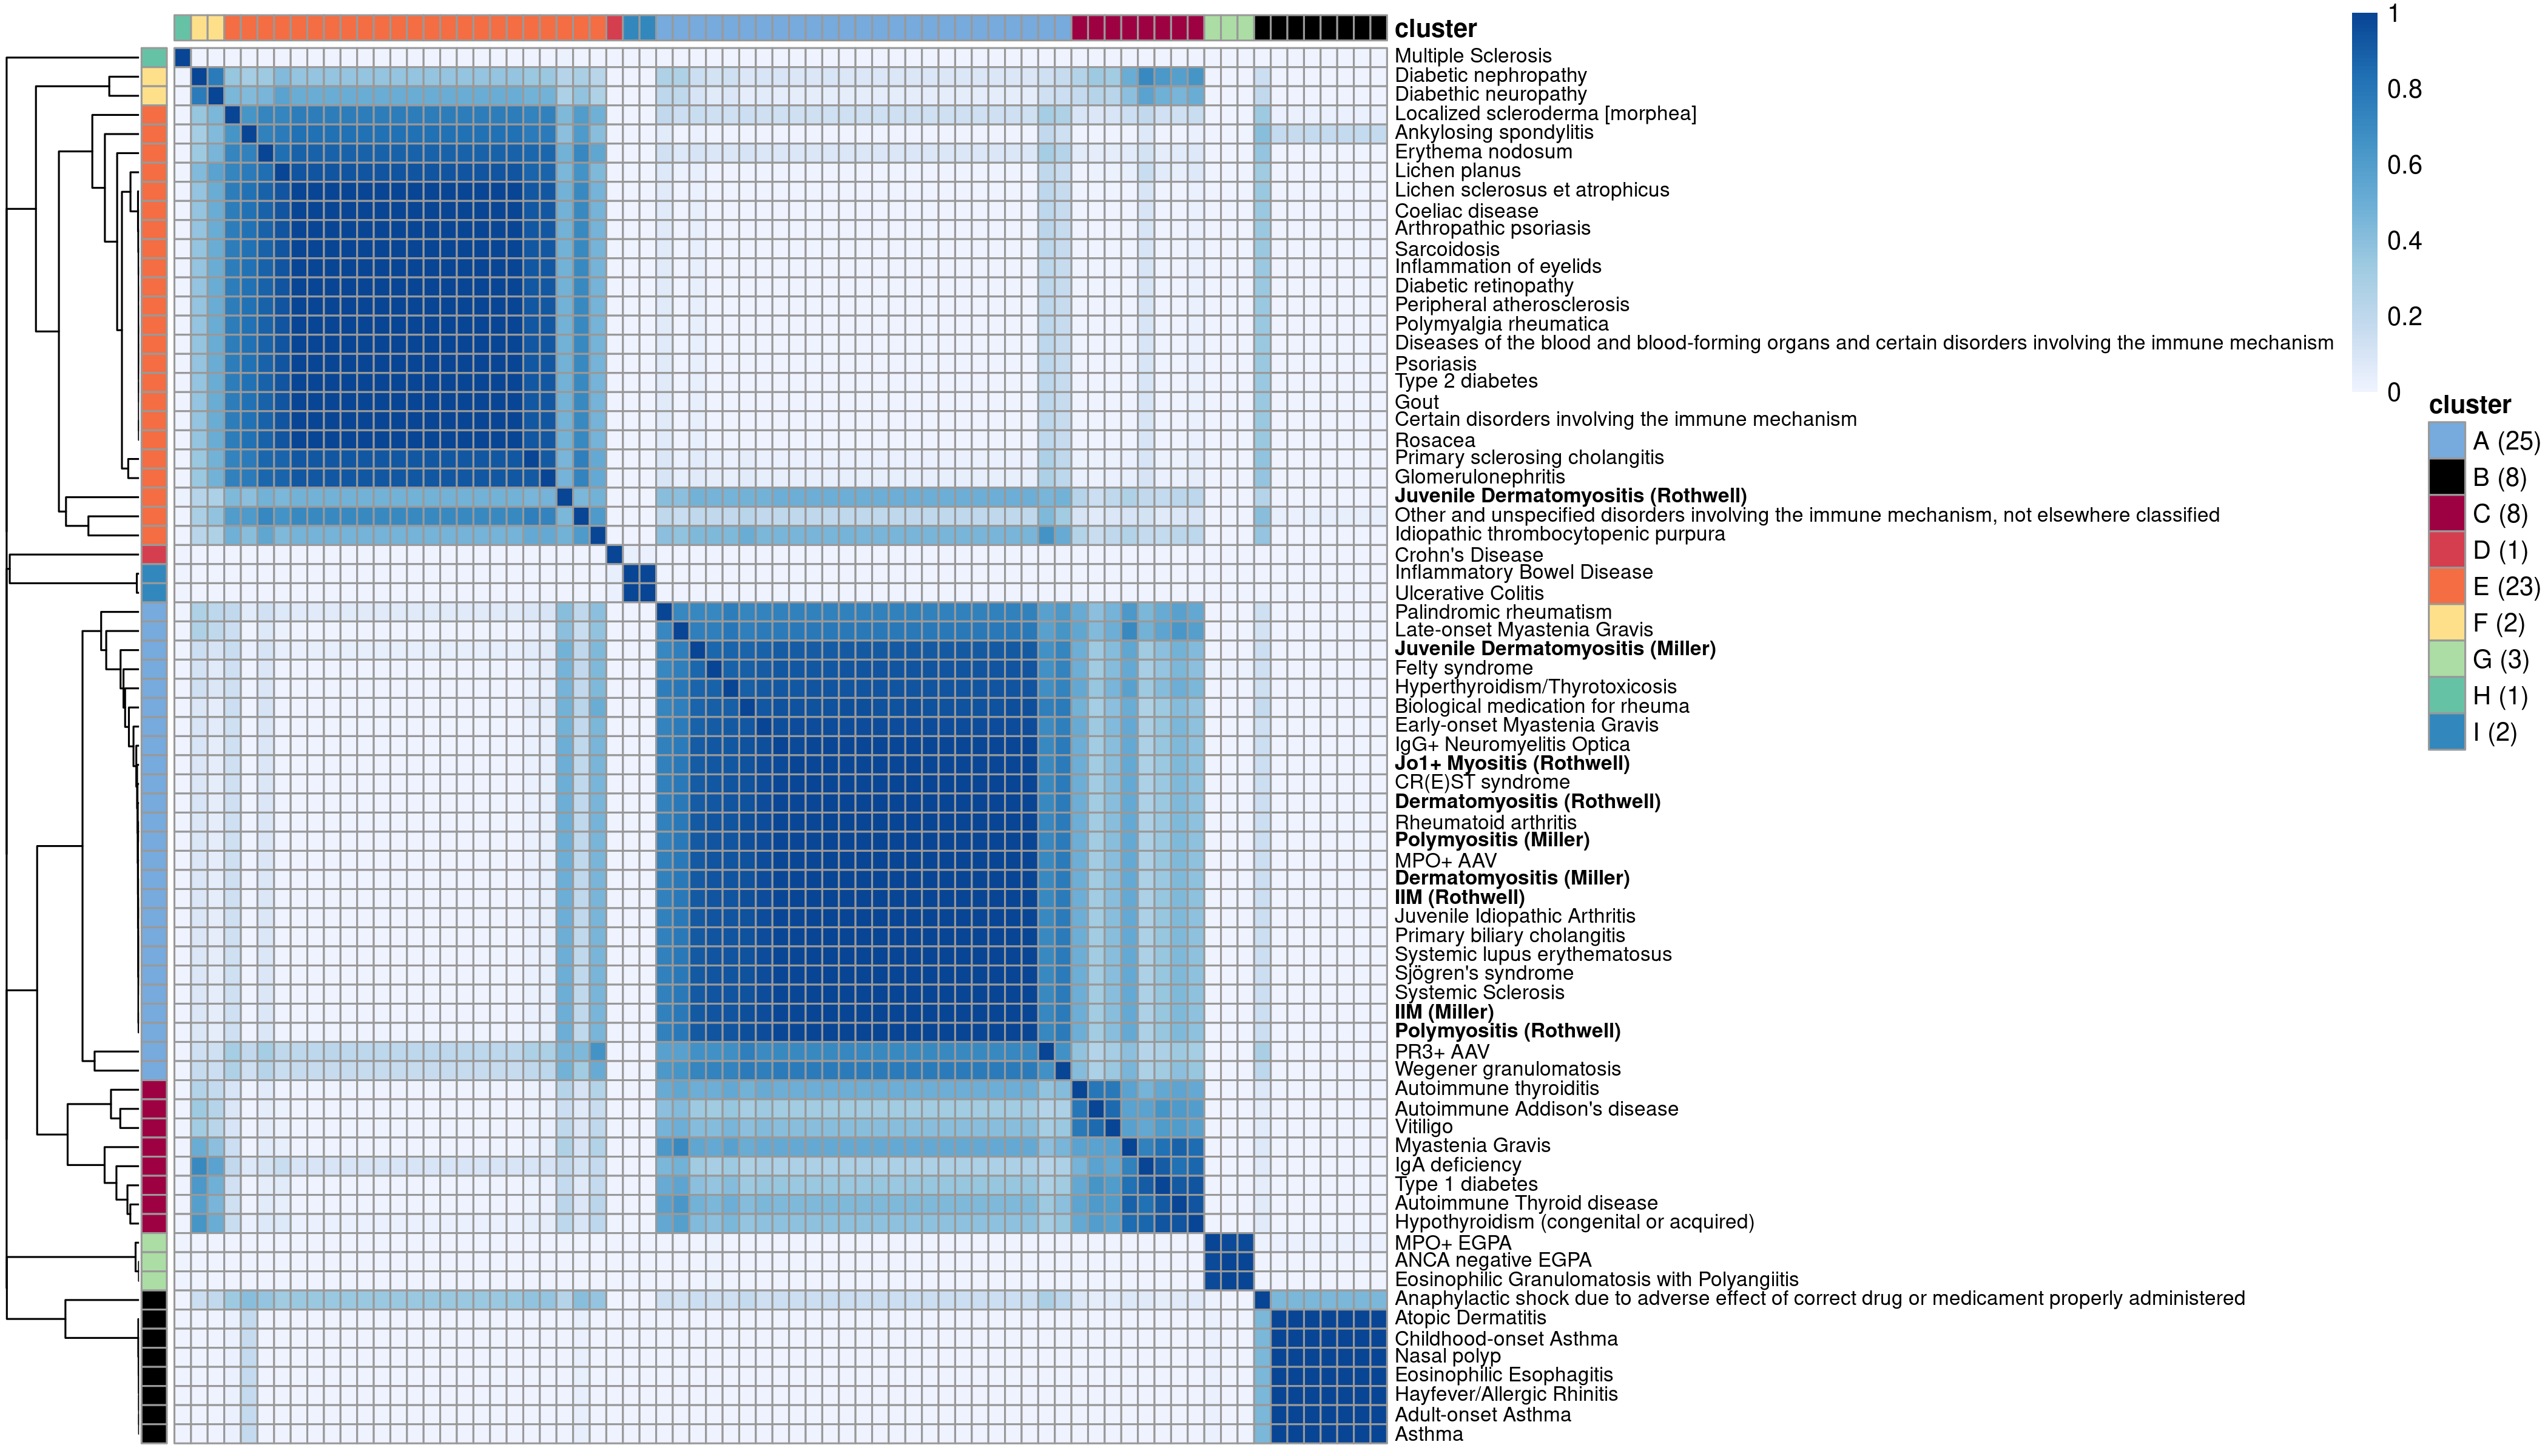 cluster
Multiple Sclerosis
Diabetic nephropathy
Diabethic neuropathy
Localized scleroderma [morphea]
Ankylosing spondylitis
Erythema nodosum
Lichen planus
Lichen sclerosus et atrophicus
Coeliac disease
Arthropathic psoriasis
Sarcoidosis
Inflammation of eyelids
Diabetic retinopathy
Peripheral atherosclerosis
Polymyalgia rheumatica
Diseases of the blood and blood-forming organs and certain disorders involving the immune mechanism
Psoriasis
Type 2 diabetes
Gout
Certain disorders involving the immune mechanism
Rosacea
Primary sclerosing cholangitis
Glomerulonephritis
Juvenile Dermatomyositis (Rothwell)
Other and unspecified disorders involving the immune mechanism, not elsewhere classified
Idiopathic thrombocytopenic purpura
Crohn's Disease
Inflammatory Bowel Disease
Ulcerative Colitis
Palindromic rheumatism
Late-onset Myastenia Gravis
Juvenile Dermatomyositis (Miller)
Felty syndrome
Hyperthyroidism/Thyrotoxicosis
Biological medication for rheuma
Early-onset Myastenia Gravis
IgG+ Neuromyelitis Optica
Jo1+ Myositis (Rothwell)
CR(E)ST syndrome
Dermatomyositis (Rothwell)
Rheumatoid arthritis
Polymyositis (Miller)
MPO+ AAV
Dermatomyositis (Miller)
IIM (Rothwell)
Juvenile Idiopathic Arthritis
Primary biliary cholangitis
Systemic lupus erythematosus
Sjögren's syndrome
Systemic Sclerosis
IIM (Miller)
Polymyositis (Rothwell)
PR3+ AAV
Wegener granulomatosis
Autoimmune thyroiditis
Autoimmune Addison's disease
Vitiligo
Myastenia Gravis
IgA deficiency
Type 1 diabetes
Autoimmune Thyroid disease
Hypothyroidism (congenital or acquired)
MPO+ EGPA
ANCA negative EGPA
Eosinophilic Granulomatosis with Polyangiitis
Anaphylactic shock due to adverse effect of correct drug or medicament properly administered
Atopic Dermatitis
Childhood-onset Asthma
Nasal polyp
Eosinophilic Esophagitis
Hayfever/Allergic Rhinitis
Adult-onset Asthma
Asthma
1
0.8
0.6
0.4
0.2
0
cluster
A (25)
B (8)
C (8)
D (1)
E (23)
F (2)
G (3)
H (1)
I (2)